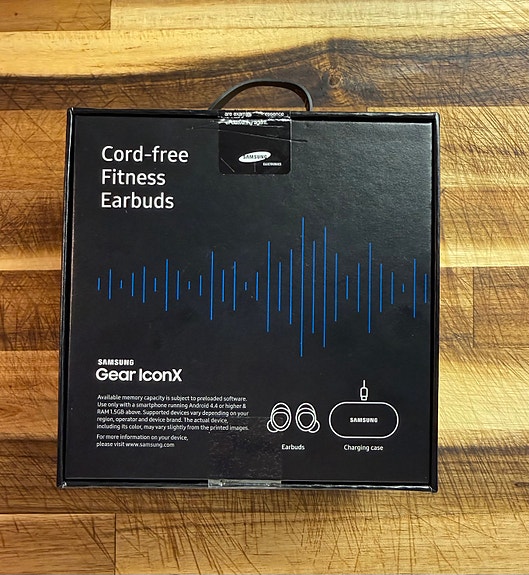 essence
SAMSUNG
ELECTRONICS
Cord-free
Fitness
Earbuds
SAMSUNG
Gear IconX
Available memory capacity is subject to preloaded software.
Use only with a smartphone running Android 4.4 or higher &
RAM 1.5GB above. Supported devices vary depending on your
region, operator and device brand. The actual device,
including its color, may vary slightly from the printed images.
For more information on your device,
please visit www.samsung.com
SAMSUNG
Earbuds
Charging case